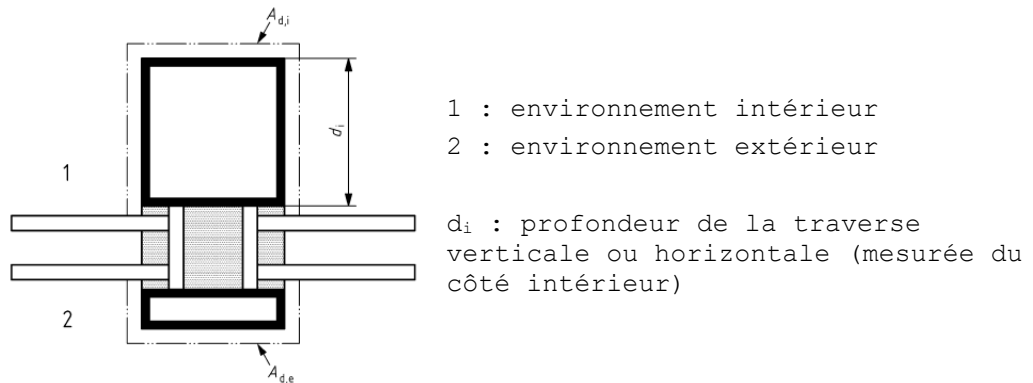 A_d,i
d_i
1
2
A_d,e
1 : environnement intérieur
2 : environnement extérieur
d_i : profondeur de la traverse
verticale ou horizontale (mesurée du
côté intérieur)